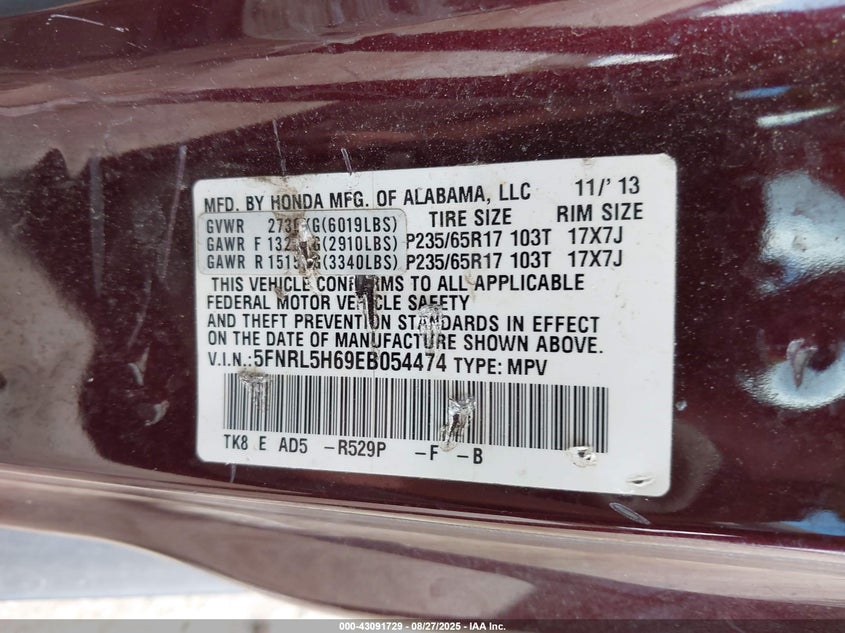 MFD. BY HONDA MFG. OF ALABAMA, LLC 11/'13
GVWR (6019LBS) TIRE SIZE RIM SIZE
GAWR F (2910LBS) P235/65R17 103T 17X7J
GAWR R (3340LBS) P235/65R17 103T 17X7J
THIS VEHICLE CONFORMS TO ALL APPLICABLE
FEDERAL MOTOR VEHICLE SAFETY
AND THEFT PREVENTION STANDARDS IN EFFECT
ON THE DATE OF MANUFACTURE SHOWN ABOVE.
V.I.N.:5FNRL5H69EB054474 TYPE: MPV
TK8 E AD5 -R529P -F -B
000-43091729 - 08/27/2025 - IAA Inc.